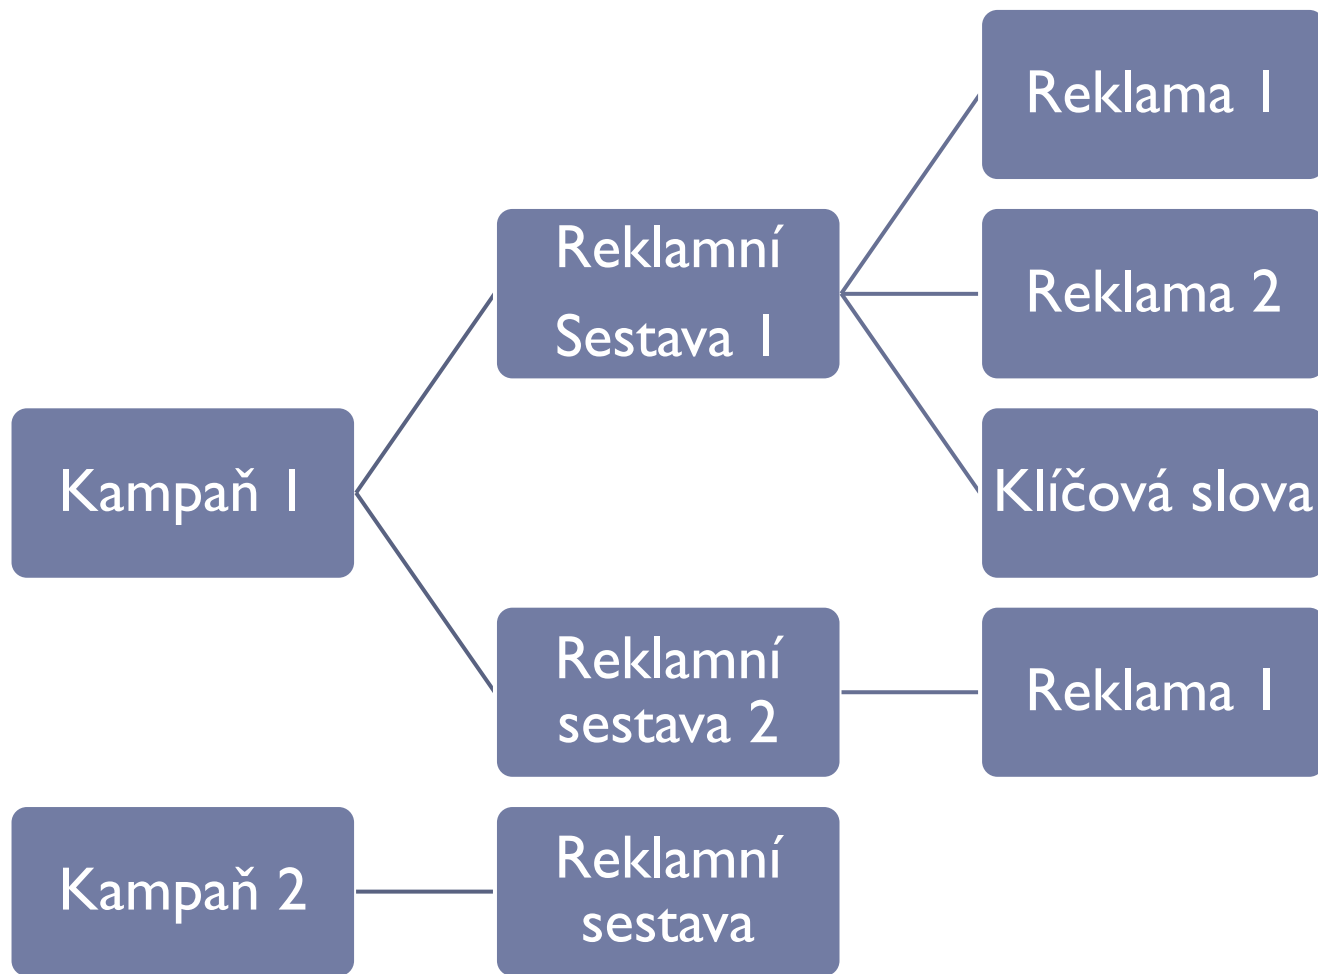 Reklama 1
Reklamní
Sestava 1
Reklama 2
Kampaň 1
Klíčová slova
Reklamní
sestava 2
Reklama 1
Kampaň 2
Reklamní
sestava